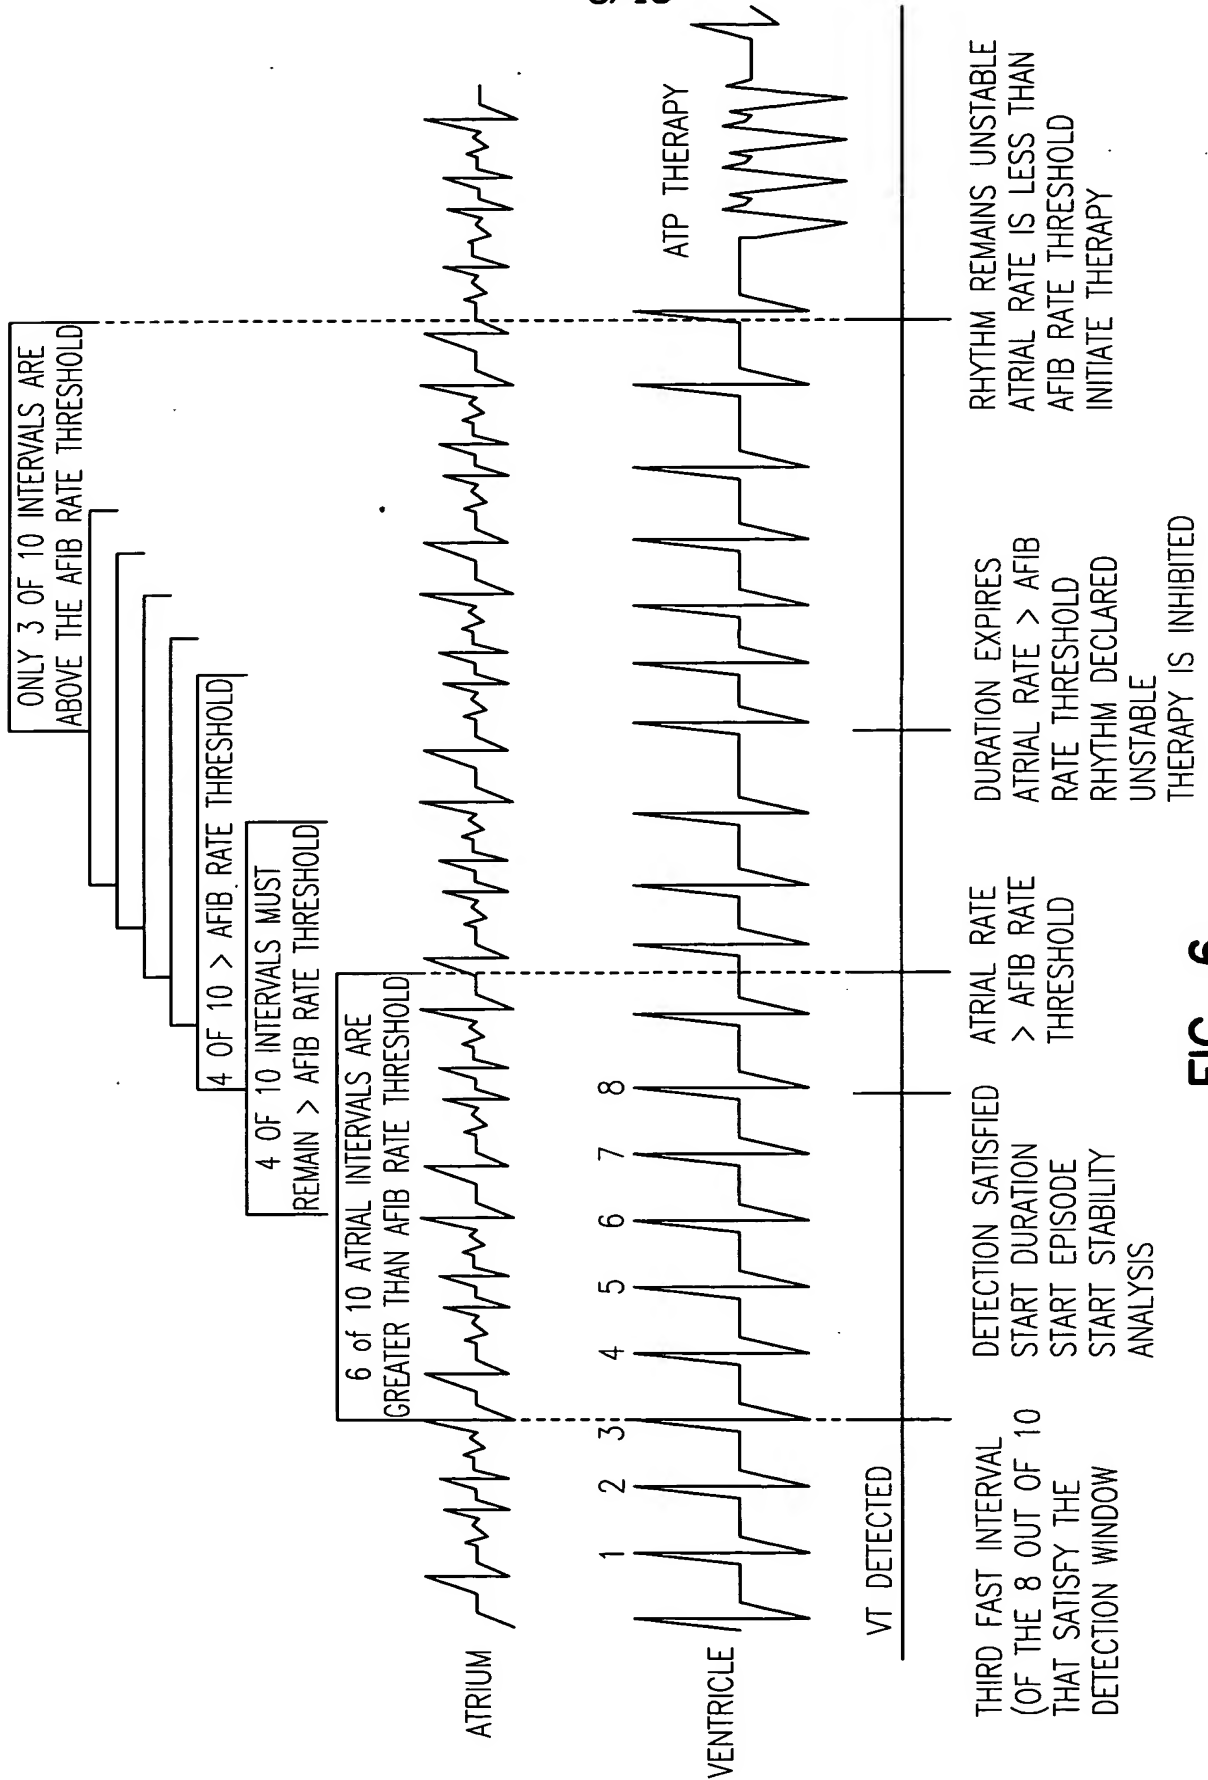 ONLY 3 OF 10 INTERVALS ARE
ABOVE THE AFIB RATE THRESHOLD
4 OF 10 > AFIB RATE THRESHOLD
4 OF 10 INTERVALS MUST
REMAIN > AFIB RATE THRESHOLD
6 of 10 ATRIAL INTERVALS ARE
GREATER THAN AFIB RATE THRESHOLD
ATRIUM
ATP THERAPY
1 2 3 4 5 6 7 8
VENTRICLE
VT DETECTED
THIRD FAST INTERVAL
(OF THE 8 OUT OF 10
THAT SATISFY THE
DETECTION WINDOW
DETECTION SATISFIED
START DURATION
START EPISODE
START STABILITY
ANALYSIS
ATRIAL RATE
> AFIB RATE
THRESHOLD
DURATION EXPIRES
ATRIAL RATE > AFIB
RATE THRESHOLD
RHYTHM DECLARED
UNSTABLE
THERAPY IS INHIBITED
RHYTHM REMAINS UNSTABLE
ATRIAL RATE IS LESS THAN
AFIB RATE THRESHOLD
INITIATE THERAPY